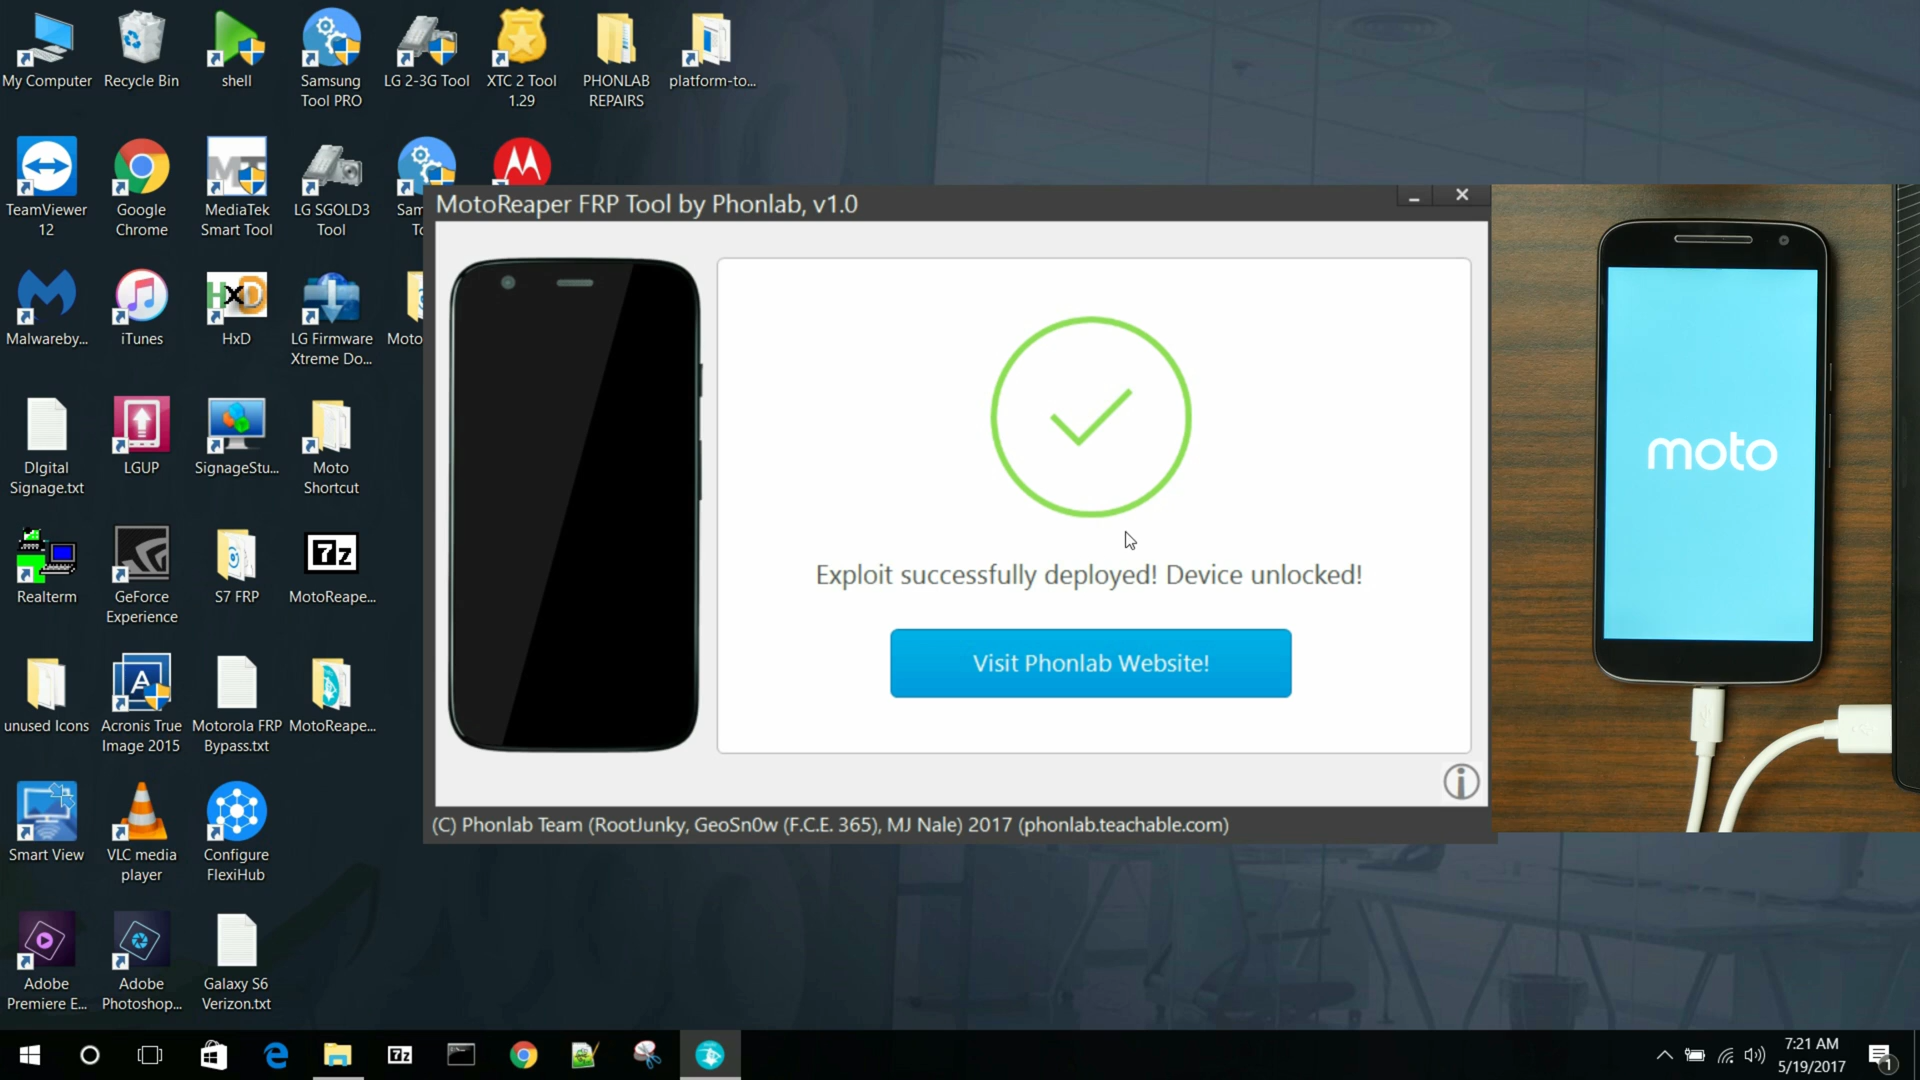 My Computer
Recycle Bin
shell
Samsung
Tool PRO
LG 2-3G Tool
XTC 2 Tool
1.29
PHONLAB
REPAIRS
platform-to...
TeamViewer
12
Google
Chrome
MediaTek
Smart Tool
LG SGOLD3
Tool
Malwareby...
iTunes
HxD
HxD
LG Firmware
Xtreme Do...
DIgital
Signage.txt
LGUP
SignageStu...
Moto
Shortcut
Realterm
GeForce
Experience
S7 FRP
7z
MotoReape...
unused Icons
Acronis True
Image 2015
Motorola FRP
Bypass.txt
MotoReape...
Smart View
VLC media
player
Configure
FlexiHub
Adobe
Premiere E...
Adobe
Photoshop...
Galaxy S6
Verizon.txt
MotoReaper FRP Tool by Phonlab, v1.0
Exploit successfully deployed! Device unlocked!
Visit Phonlab Website!
(C) Phonlab Team (RootJunky, GeoSn0w (F.C.E. 365), MJ Nale) 2017 (phonlab.teachable.com)
moto
7z
7:21 AM
5/19/2017
1